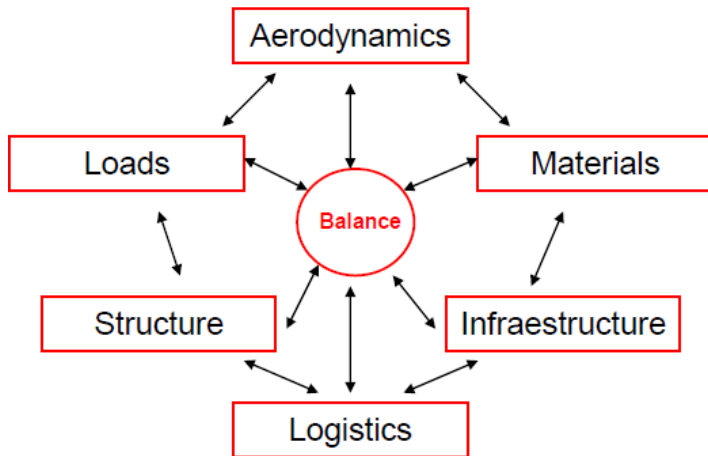 Aerodynamics
Loads
Materials
Balance
Structure
Infraestructure
Logistics